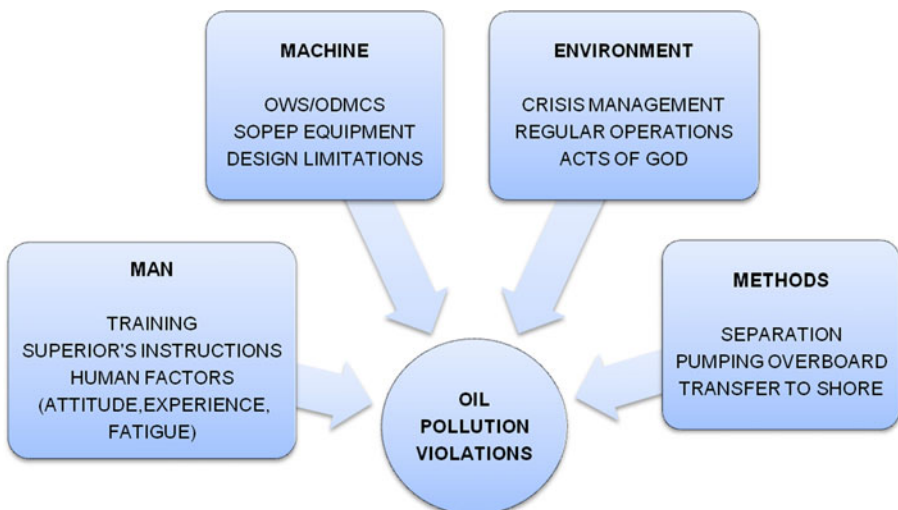 MACHINE
OWS/ODMCS
SOPEP EQUIPMENT
DESIGN LIMITATIONS
ENVIRONMENT
CRISIS MANAGEMENT
REGULAR OPERATIONS
ACTS OF GOD
MAN
TRAINING
SUPERIOR'S INSTRUCTIONS
HUMAN FACTORS
(ATTITUDE,EXPERIENCE,
FATIGUE)
METHODS
SEPARATION
PUMPING OVERBOARD
TRANSFER TO SHORE
OIL
POLLUTION
VIOLATIONS